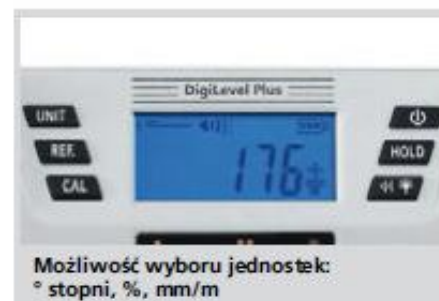 DigiLevel Plus
UNIT
REF.
CAL
176
HOLD
Możliwość wyboru jednostek:
° stopni, %, mm/m